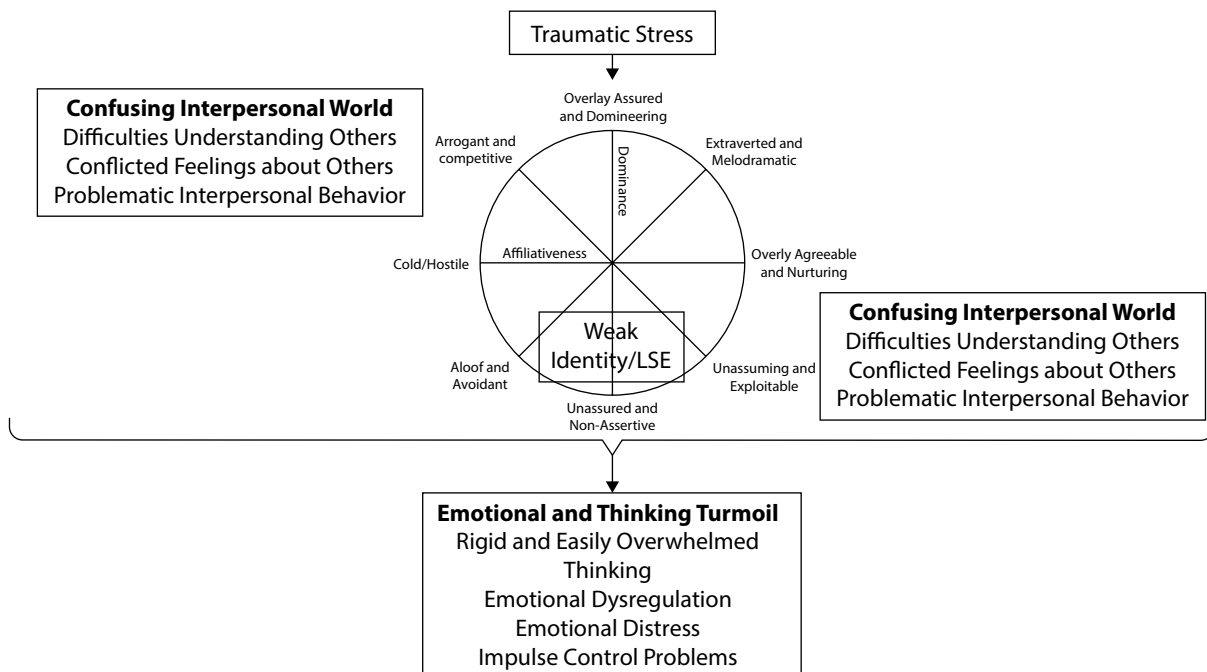 Traumatic Stress
Confusing Interpersonal World
Difficulties Understanding Others
Conflicted Feelings about Others
Problematic Interpersonal Behavior
Overlay Assured
and Domineering
Arrogant and
competitive
Extraverted and
Melodramatic
Dominance
Cold/Hostile
Affiliativeness
Overly Agreeable
and Nurturing
Weak
Identity/LSE
Aloof and
Avoidant
Unassuming and
Exploitable
Unassured and
Non-Assertive
Confusing Interpersonal World
Difficulties Understanding Others
Conflicted Feelings about Others
Problematic Interpersonal Behavior
Emotional and Thinking Turmoil
Rigid and Easily Overwhelmed
Thinking
Emotional Dysregulation
Emotional Distress
Impulse Control Problems